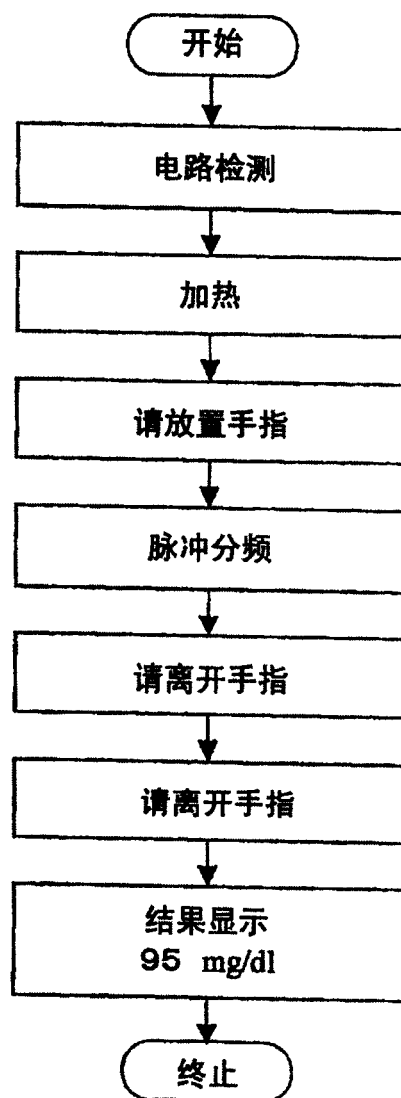 开始
电路检测
加热
请放置手指
脉冲分频
请离开手指
请离开手指
结果显示
95 mg/dl
终止